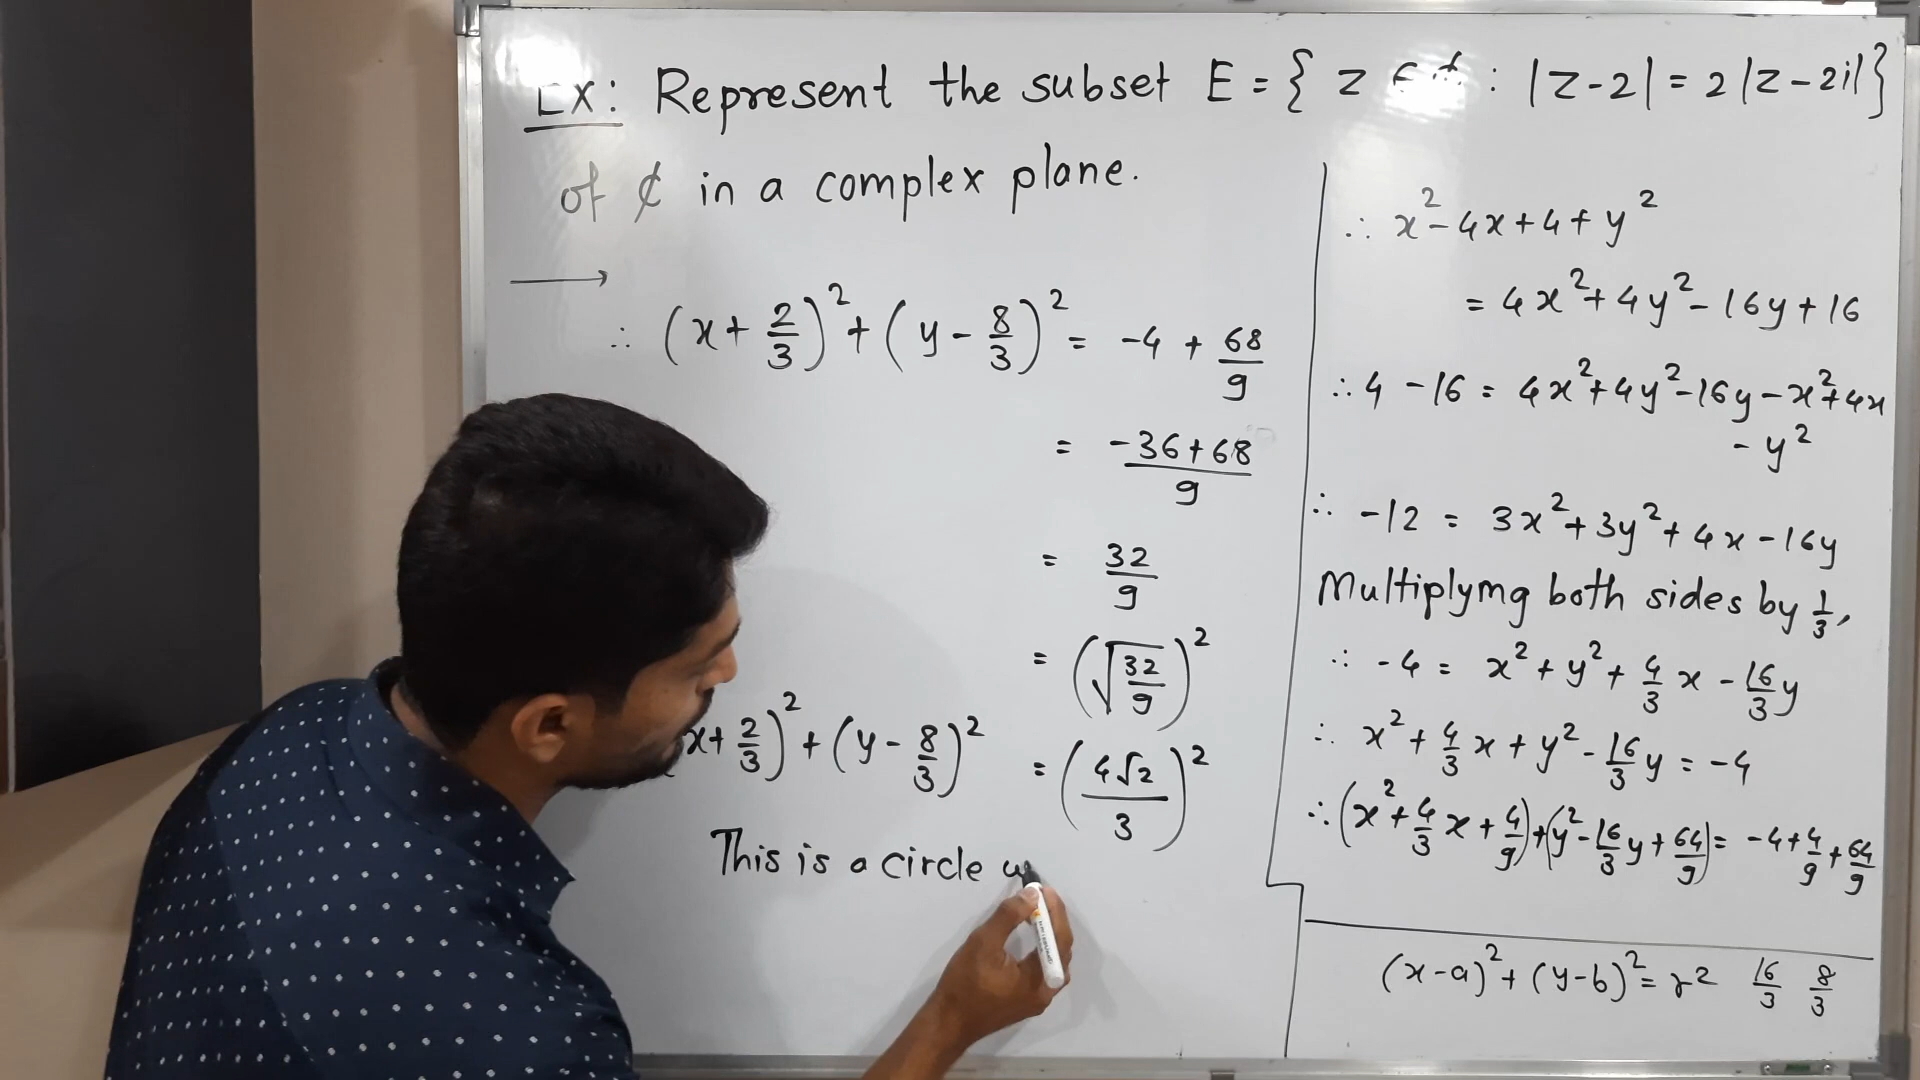 Ex: Represent the subset E = { z ∈ ¢ : |z-2| = 2|z-2i| }
of ¢ in a complex plane.
⟶
∴ (x + 2/3)² + (y - 8/3)² = -4 + 68/9
= (-36+68)/9
= 32/9
= (√(32/9))²
x + 2/3)² + (y - 8/3)² = (4√2/3)²
This is a circle w
∴ x² - 4x + 4 + y²
= 4x² + 4y² - 16y + 16
∴ 4 - 16 = 4x² + 4y² - 16y - x² + 4x
- y²
∴ -12 = 3x² + 3y² + 4x - 16y
Multiplying both sides by 1/3,
∴ -4 = x² + y² + 4/3 x - 16/3 y
∴ x² + 4/3 x + y² - 16/3 y = -4
∴ (x² + 4/3 x + 4/9) + (y² - 16/3 y + 64/9) = -4 + 4/9 + 64/9
(x-a)² + (y-b)² = r² 16/3 8/3